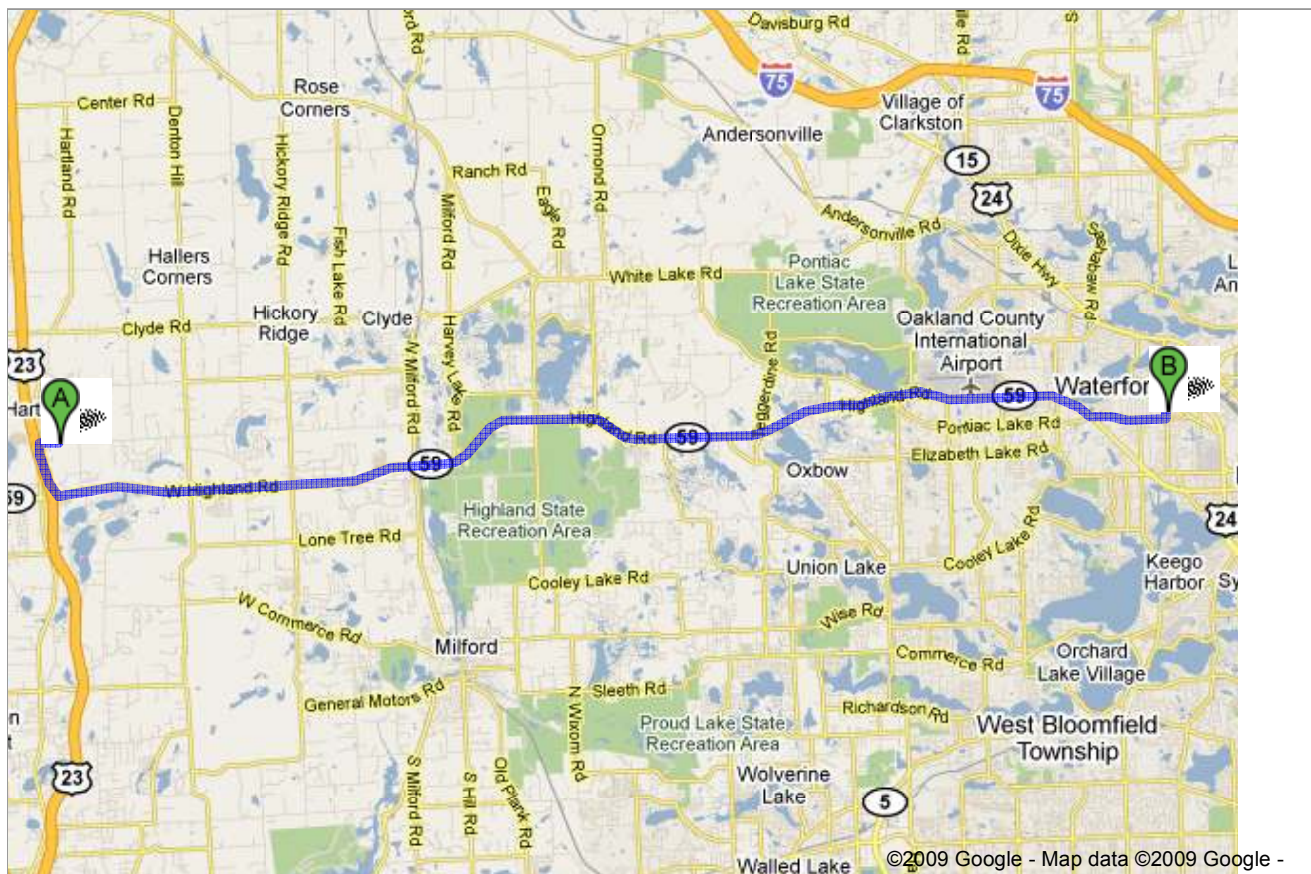 Davisburg Rd
75
75
Rose
Corners
Center Rd
Hartland Rd
Denton Hill
Hickory Ridge Rd
Fish Lake Rd
Milford Rd
Ranch Rd
Eagle Rd
Ormond Rd
Andersonville
Village of
Clarkston
15
24
Andersonville Rd
Dixie Hwy
Sashabaw Rd
Hallers
Corners
White Lake Rd
Pontiac
Lake State
Recreation Area
Clyde Rd
Hickory
Ridge
Clyde
N Milford Rd
Harvey Lake Rd
Oakland County
International
Airport
23
A
B
Hart
59
Waterfor
Highland Rd
Highland Rd
Pontiac Lake Rd
Elizabeth Lake Rd
59
59
59
W Highland Rd
Oxbow
Highland State
Recreation Area
Lone Tree Rd
24
Cooley Lake Rd
Union Lake
Cooley Lake Rd
Keego
Harbor
Sy
W Commerce Rd
Wise Rd
Milford
Commerce Rd
Orchard
Lake Village
General Motors Rd
Sleeth Rd
N Wixom Rd
Richardson Rd
Proud Lake State
Recreation Area
West Bloomfield
Township
23
S Milford Rd
S Hill Rd
Old Plank Rd
Wolverine
Lake
5
Walled Lake
©2009 Google - Map data ©2009 Google -